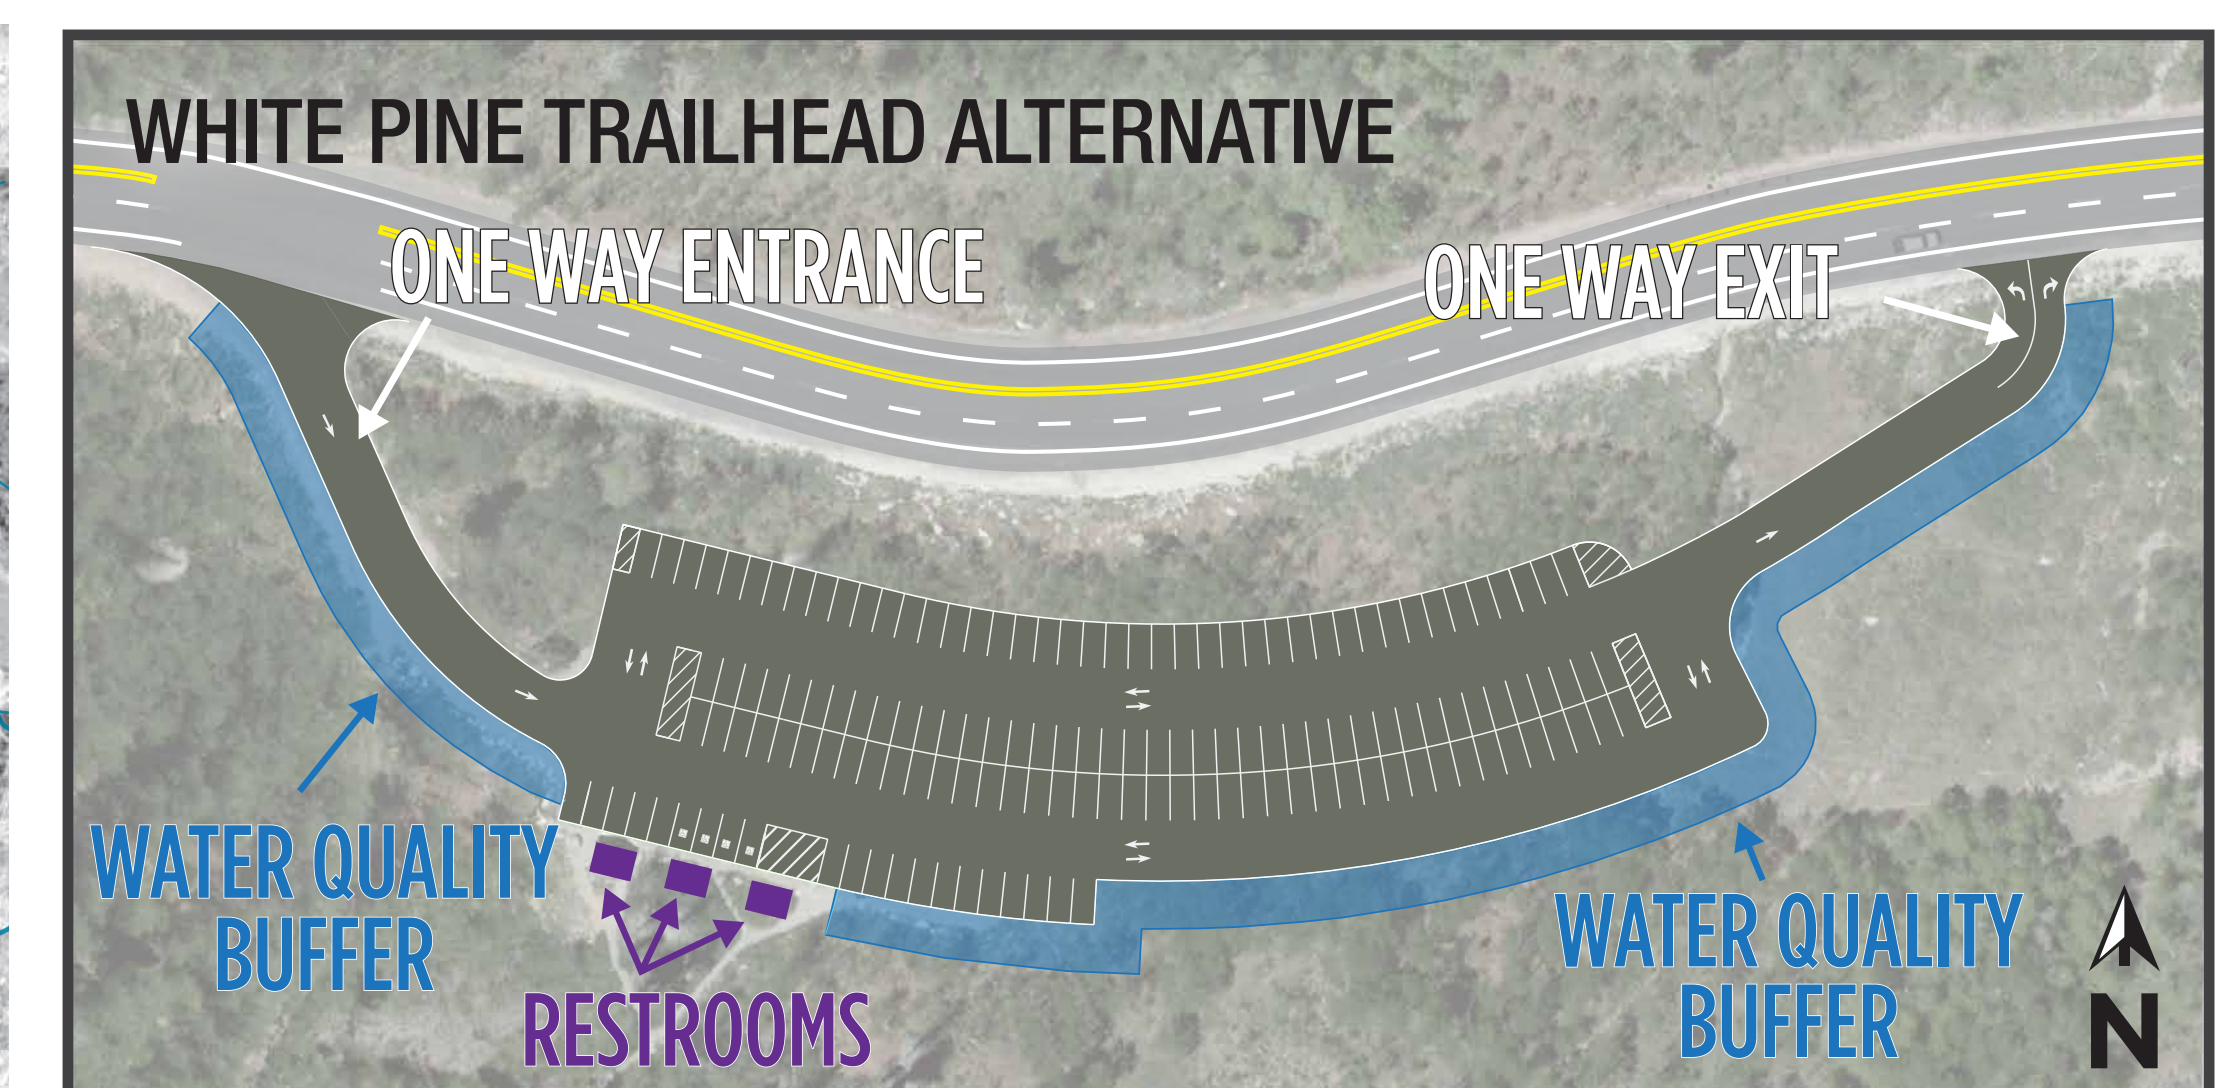 WHITE PINE TRAILHEAD ALTERNATIVE
ONE WAY ENTRANCE
ONE WAY EXIT
WATER QUALITY
BUFFER
RESTROOMS
WATER QUALITY
BUFFER
N